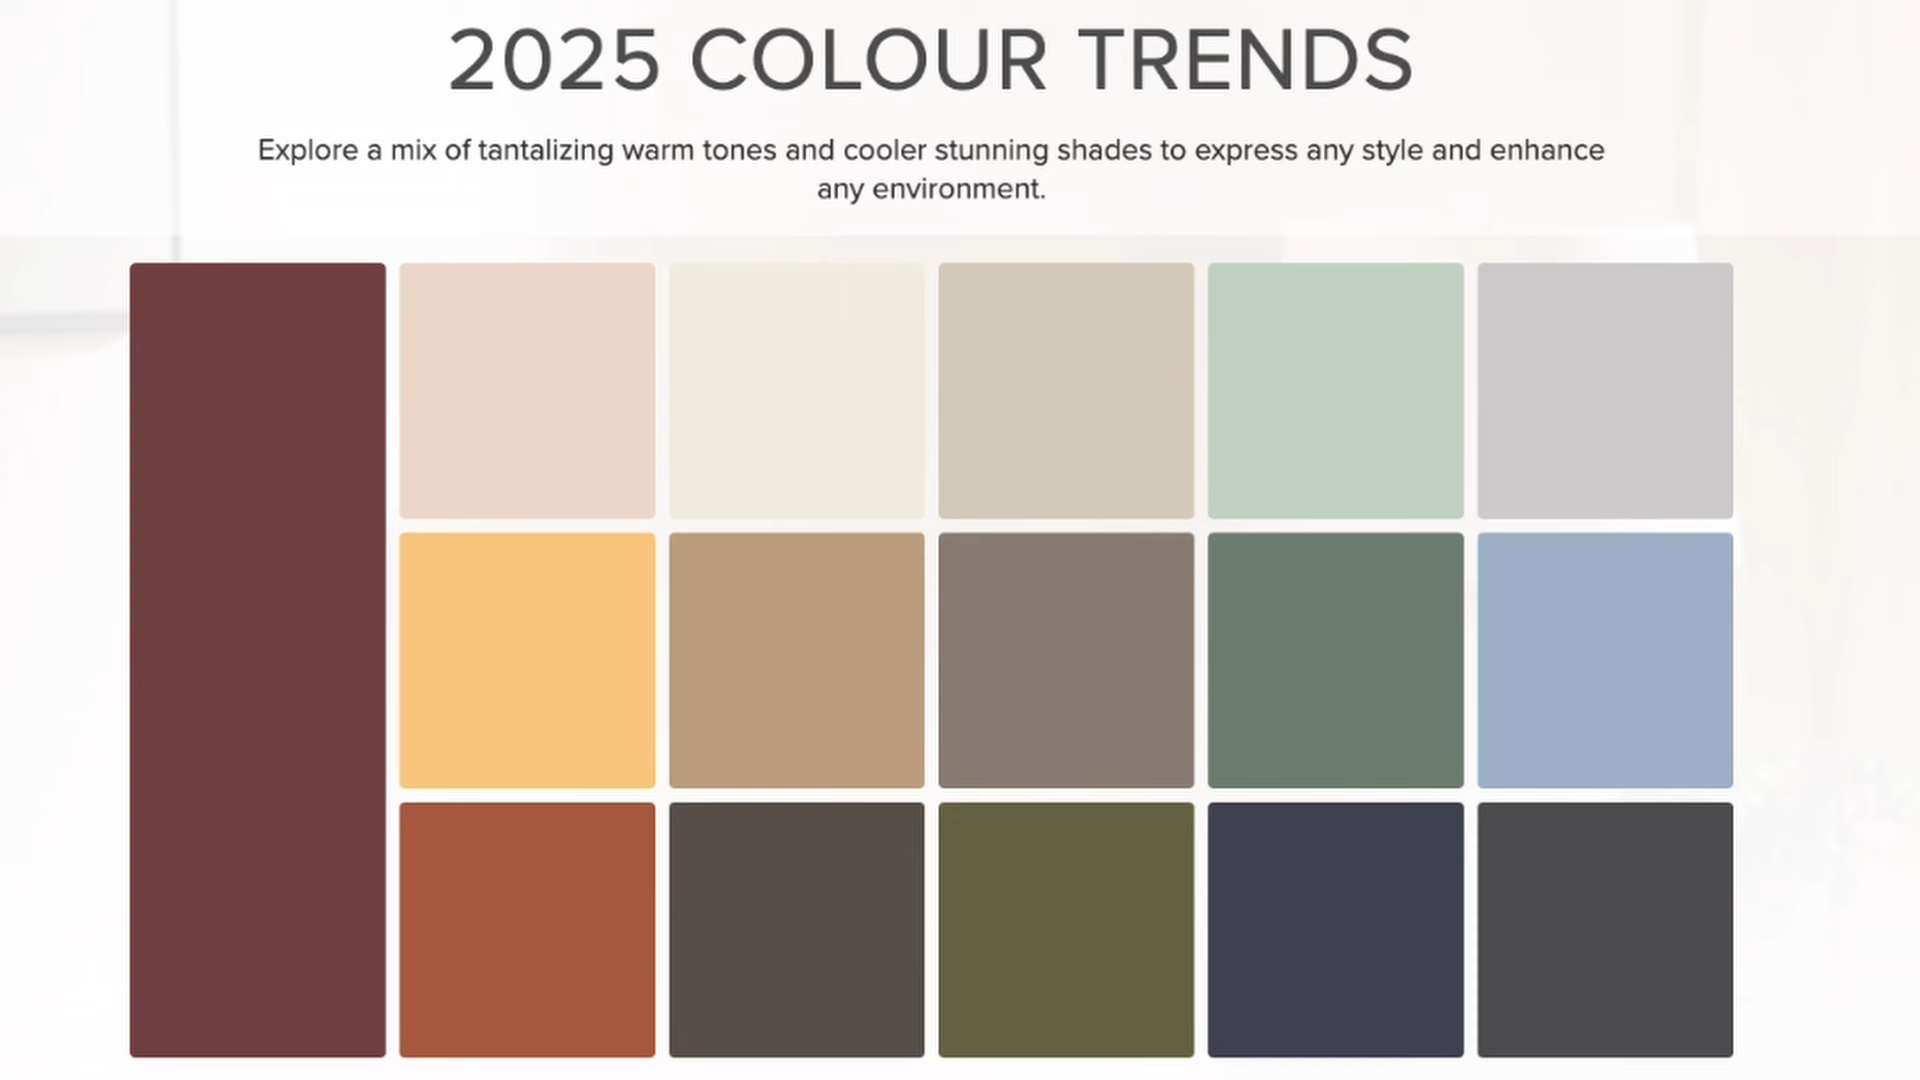 2025 COLOUR TRENDS
Explore a mix of tantalizing warm tones and cooler stunning shades to express any style and enhance
any environment.